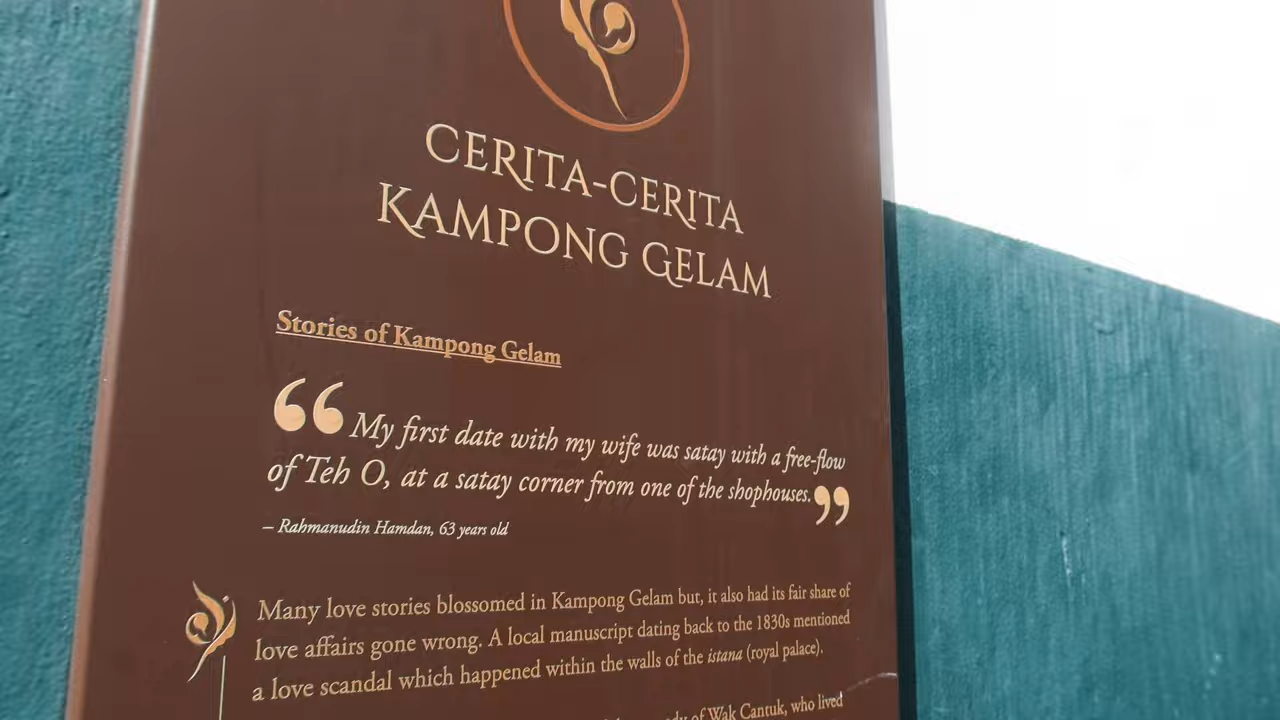 CERITA-CERITA
KAMPONG GELAM
Stories of Kampong Gelam
“My first date with my wife was satay with a free-flow
of Teh O, at a satay corner from one of the shophouses.”
– Rahmanudin Hamdan, 63 years old
Many love stories blossomed in Kampong Gelam but, it also had its fair share of
love affairs gone wrong. A local manuscript dating back to the 1830s mentioned
a love scandal which happened within the walls of the istana (royal palace).
of Wak Cantuk, who lived